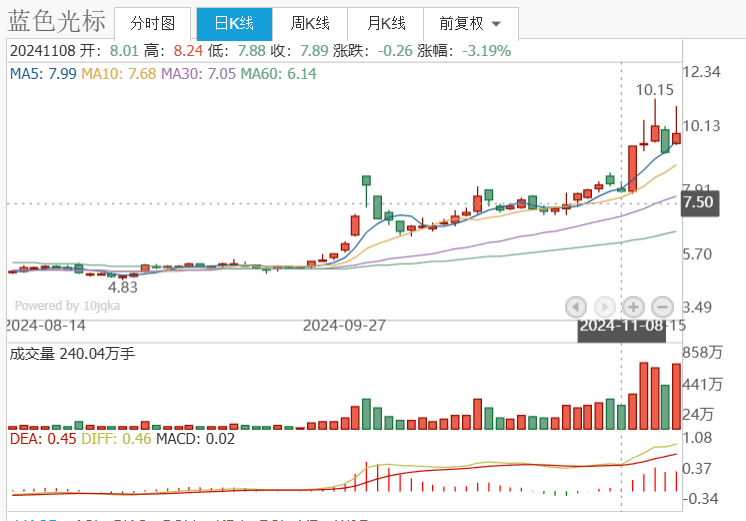 蓝色光标 分时图 日K线 周K线 月K线 前复权
20241108 开: 8.01 高: 8.24 低: 7.88 收: 7.89 涨跌: -0.26 涨幅: -3.19%
MA5: 7.99 MA10: 7.68 MA30: 7.05 MA60: 6.14
12.34
10.15
10.13
7.91
7.50
5.70
4.83
Powered by 10jqka
3.49
2024-08-14 2024-09-27 2024-11-08 -15
成交量 240.04万手
858万
441万
24万
DEA: 0.45 DIFF: 0.46 MACD: 0.02
1.08
0.37
-0.34